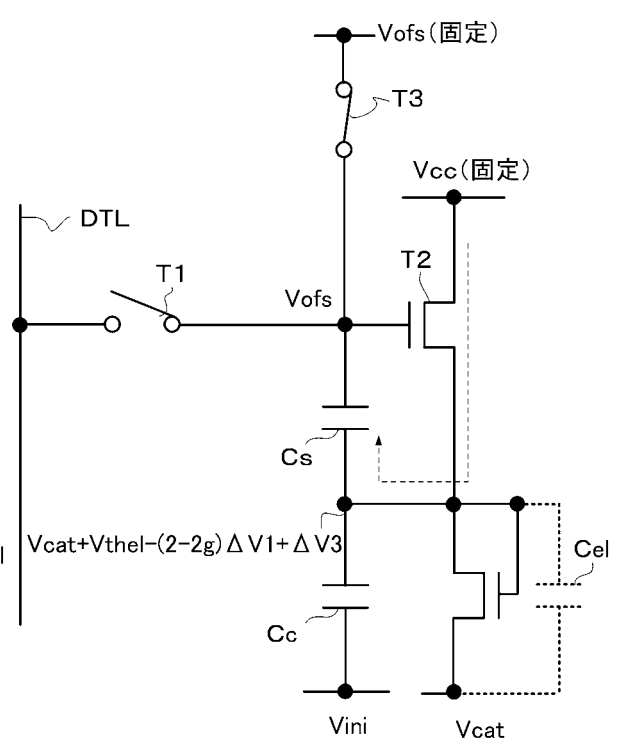 Vofs(固定)
T3
Vcc(固定)
DTL
T1
T2
Vofs
Cs
Vcat+Vthel-(2-2g)ΔV1+ΔV3
Cel
Cc
Vini
Vcat